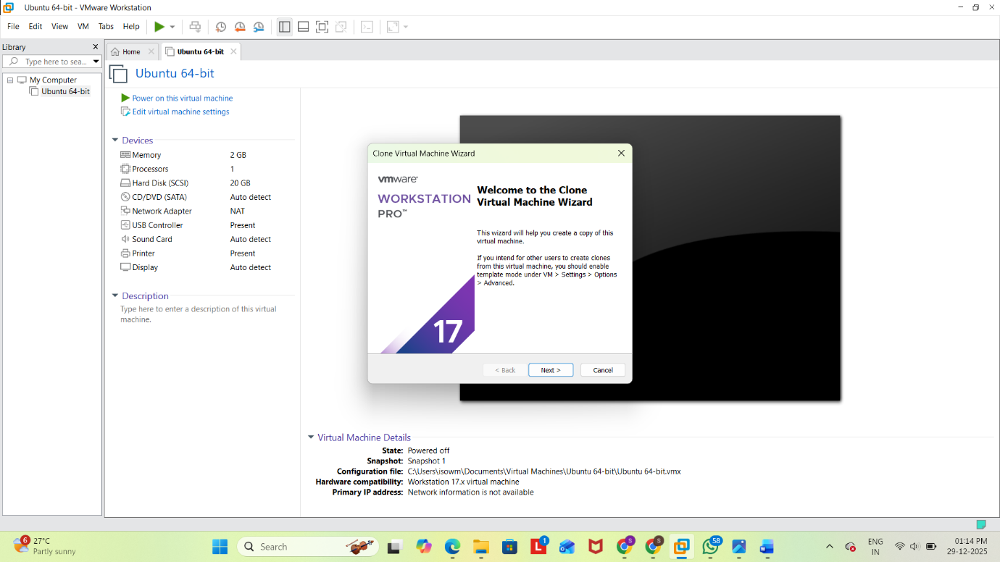 Ubuntu 64-bit - VMware Workstation
File Edit View VM Tabs Help
Library
Type here to sea...
My Computer
Ubuntu 64-bit
Home
Ubuntu 64-bit
Ubuntu 64-bit
Power on this virtual machine
Edit virtual machine settings
Devices
Memory 2 GB
Processors 1
Hard Disk (SCSI) 20 GB
CD/DVD (SATA) Auto detect
Network Adapter NAT
USB Controller Present
Sound Card Auto detect
Printer Present
Display Auto detect
Description
Type here to enter a description of this virtual
machine.
Clone Virtual Machine Wizard
vmware®
WORKSTATION
PRO™
17
Welcome to the Clone
Virtual Machine Wizard
This wizard will help you create a copy of this
virtual machine.
If you intend for other users to create clones
from this virtual machine, you should enable
template mode under VM > Settings > Options
> Advanced.
< Back Next > Cancel
Virtual Machine Details
State: Powered off
Snapshot: Snapshot 1
Configuration file: C:\Users\isowm\Documents\Virtual Machines\Ubuntu 64-bit\Ubuntu 64-bit.vmx
Hardware compatibility: Workstation 17.x virtual machine
Primary IP address: Network information is not available
6
27°C
Partly sunny
Search
L
1
S
S
58
W
ENG
IN
01:14 PM
29-12-2025